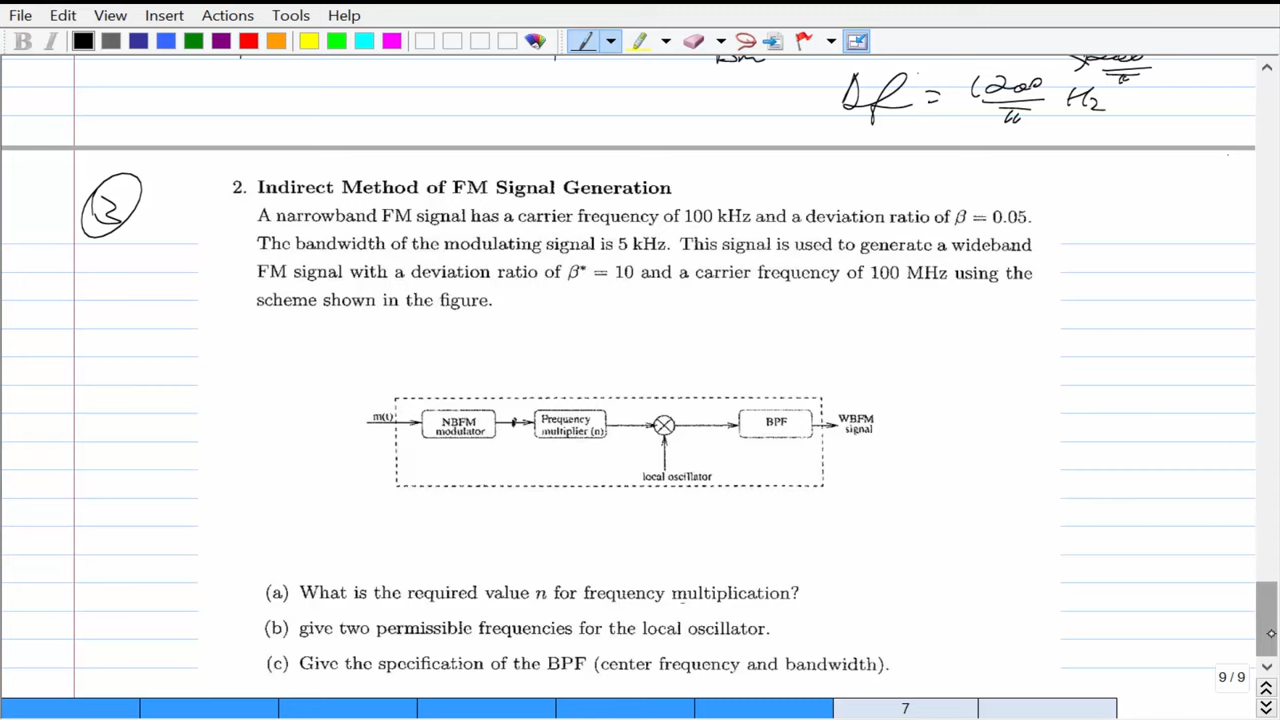 File Edit View Insert Actions Tools Help
B I
Δf = 1200/π Hz
2
2. Indirect Method of FM Signal Generation
A narrowband FM signal has a carrier frequency of 100 kHz and a deviation ratio of β = 0.05.
The bandwidth of the modulating signal is 5 kHz. This signal is used to generate a wideband
FM signal with a deviation ratio of β* = 10 and a carrier frequency of 100 MHz using the
scheme shown in the figure.
m(t) NBFM modulator Frequency multiplier (n) BPF WBFM signal
local oscillator
(a) What is the required value n for frequency multiplication?
(b) give two permissible frequencies for the local oscillator.
(c) Give the specification of the BPF (center frequency and bandwidth).
9 / 9
7